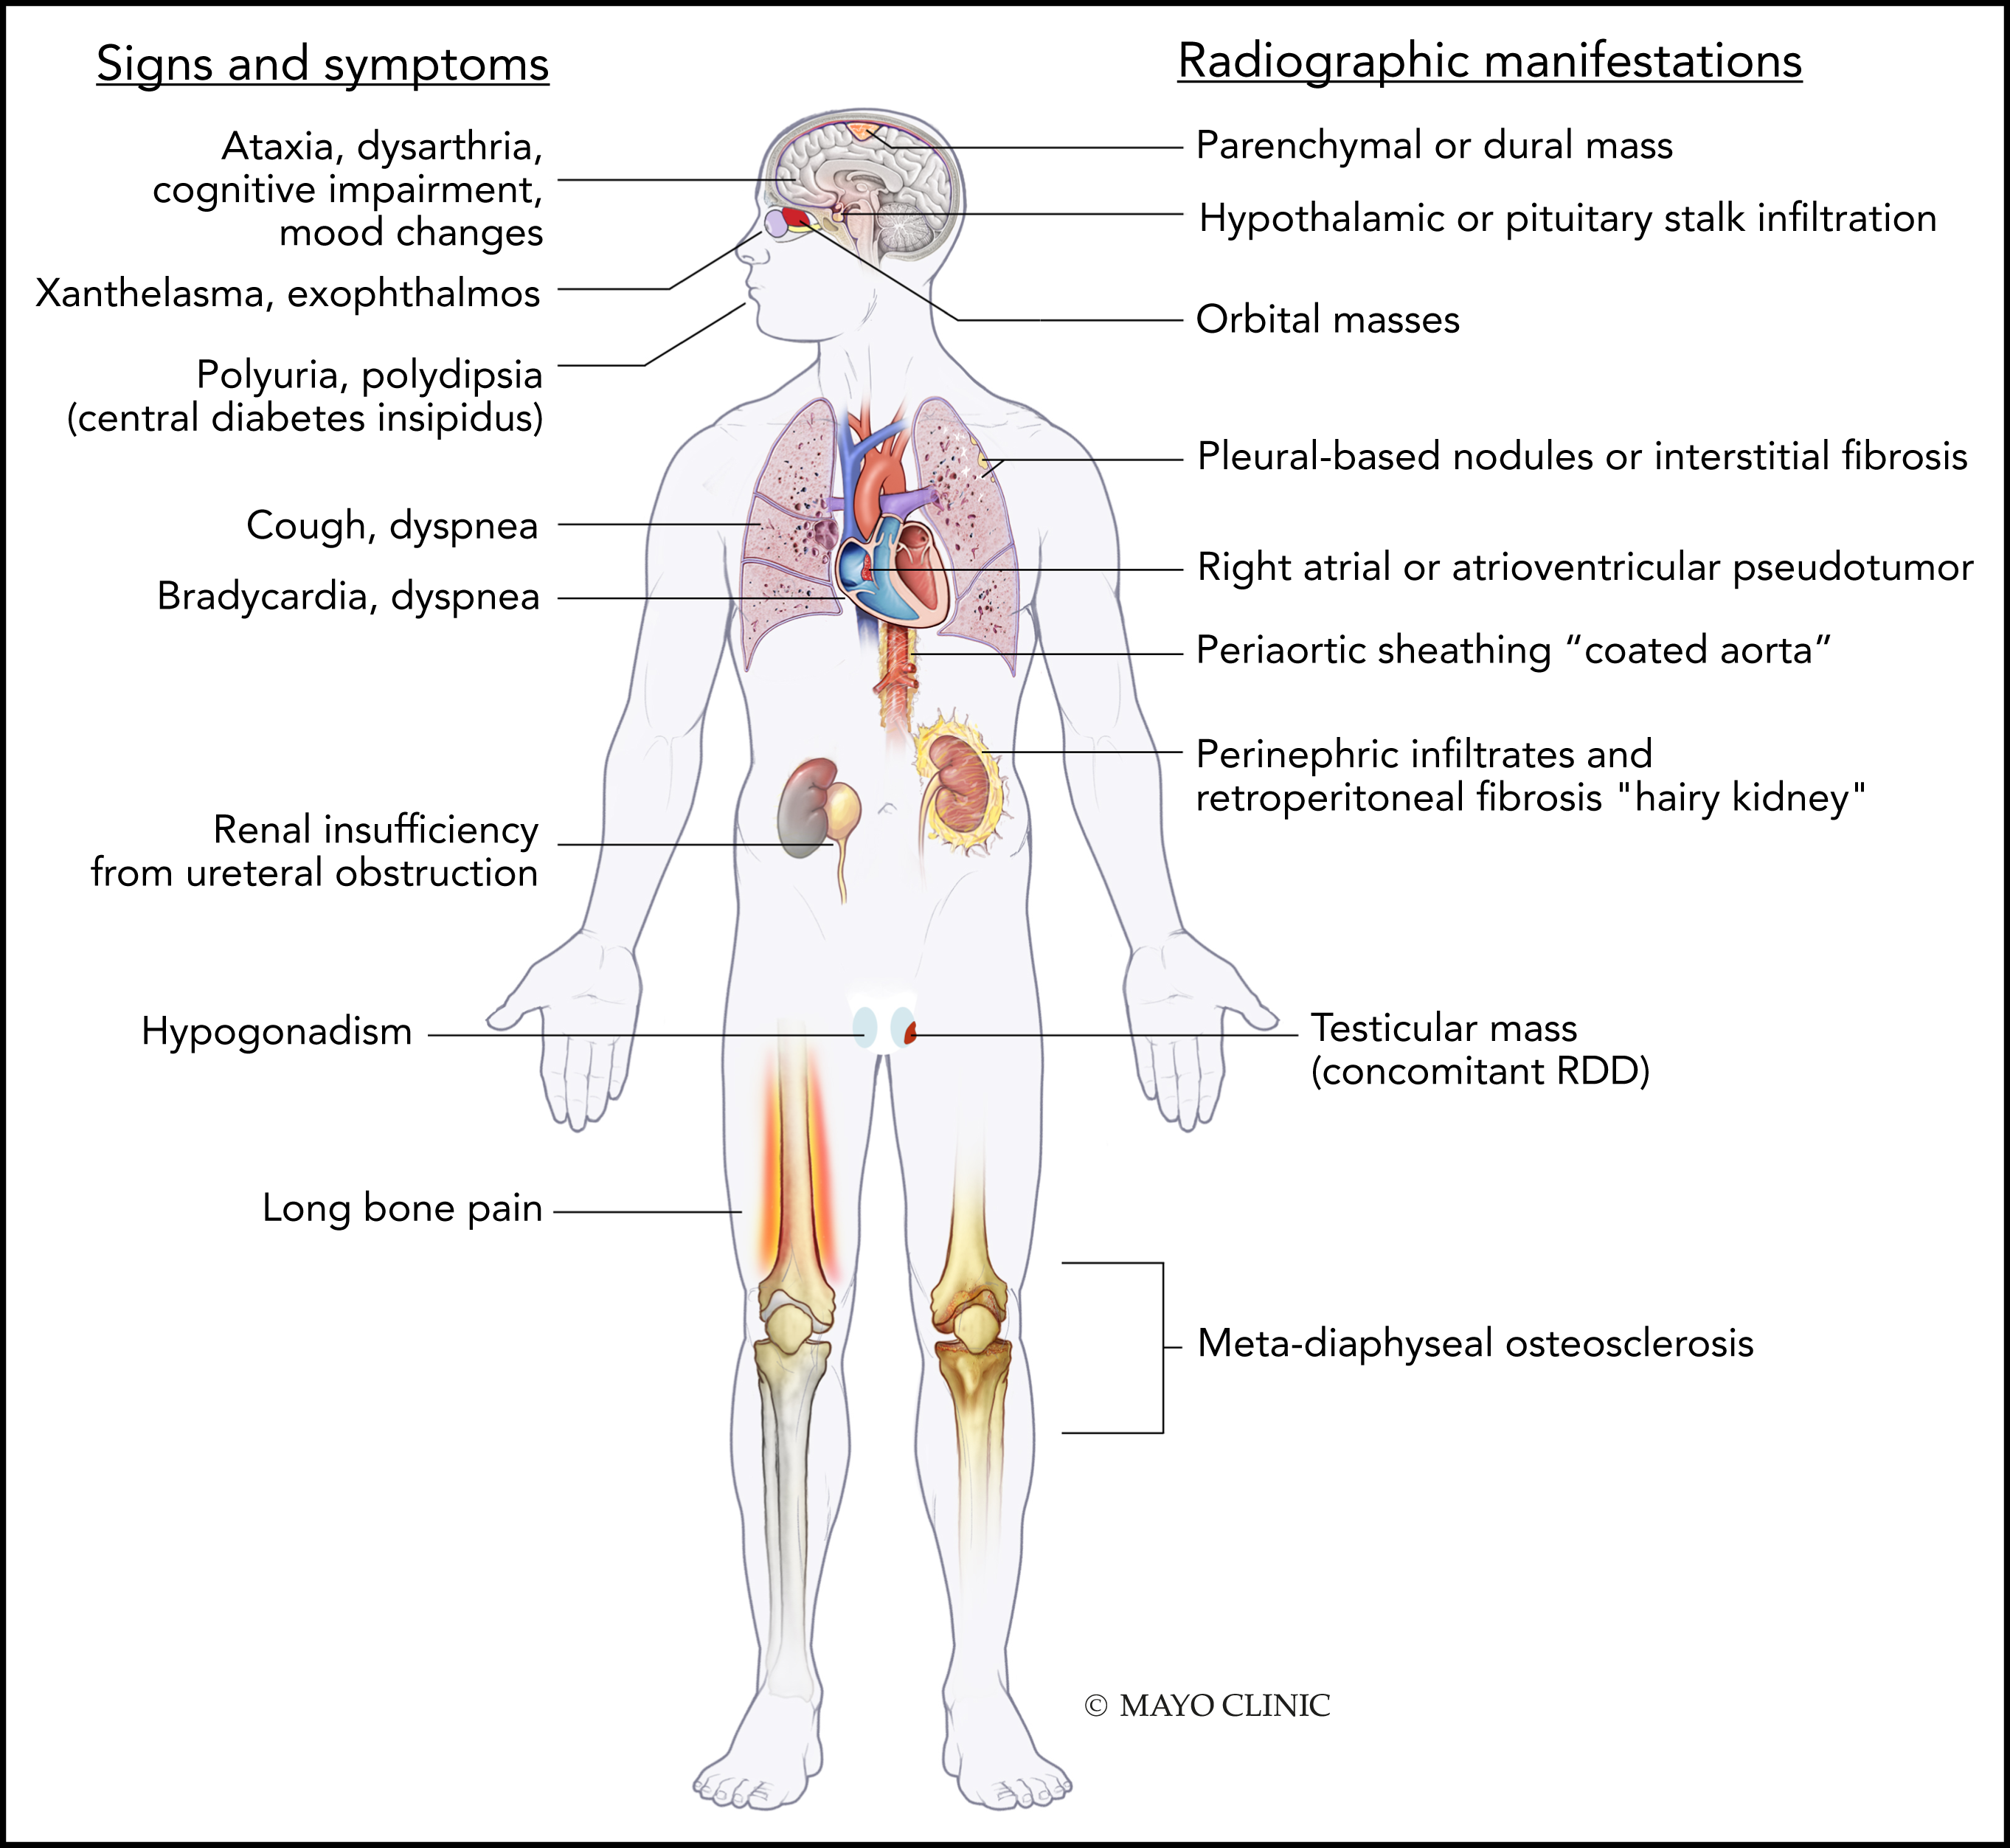 Signs and symptoms
Ataxia, dysarthria,
cognitive impairment,
mood changes
Xanthelasma, exophthalmos
Polyuria, polydipsia
(central diabetes insipidus)
Cough, dyspnea
Bradycardia, dyspnea
Renal insufficiency
from ureteral obstruction
Hypogonadism
Long bone pain
Radiographic manifestations
Parenchymal or dural mass
Hypothalamic or pituitary stalk infiltration
Orbital masses
Pleural-based nodules or interstitial fibrosis
Right atrial or atrioventricular pseudotumor
Periaortic sheathing “coated aorta”
Perinephric infiltrates and
retroperitoneal fibrosis "hairy kidney"
Testicular mass
(concomitant RDD)
Meta-diaphyseal osteosclerosis
© MAYO CLINIC